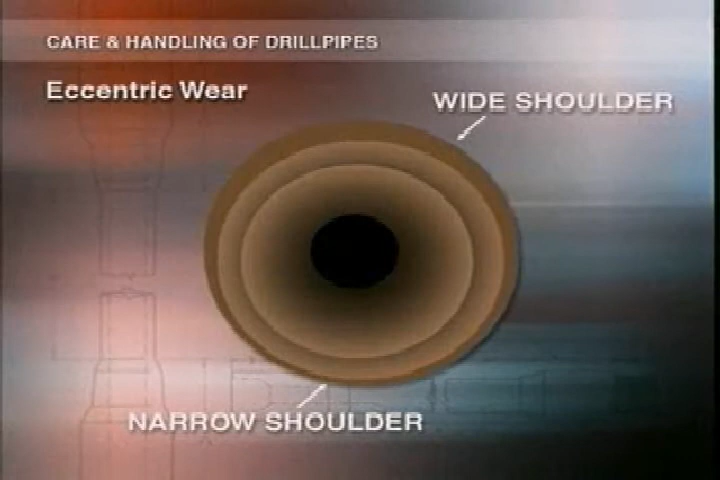 CARE & HANDLING OF DRILLPIPES
Eccentric Wear
WIDE SHOULDER
NARROW SHOULDER